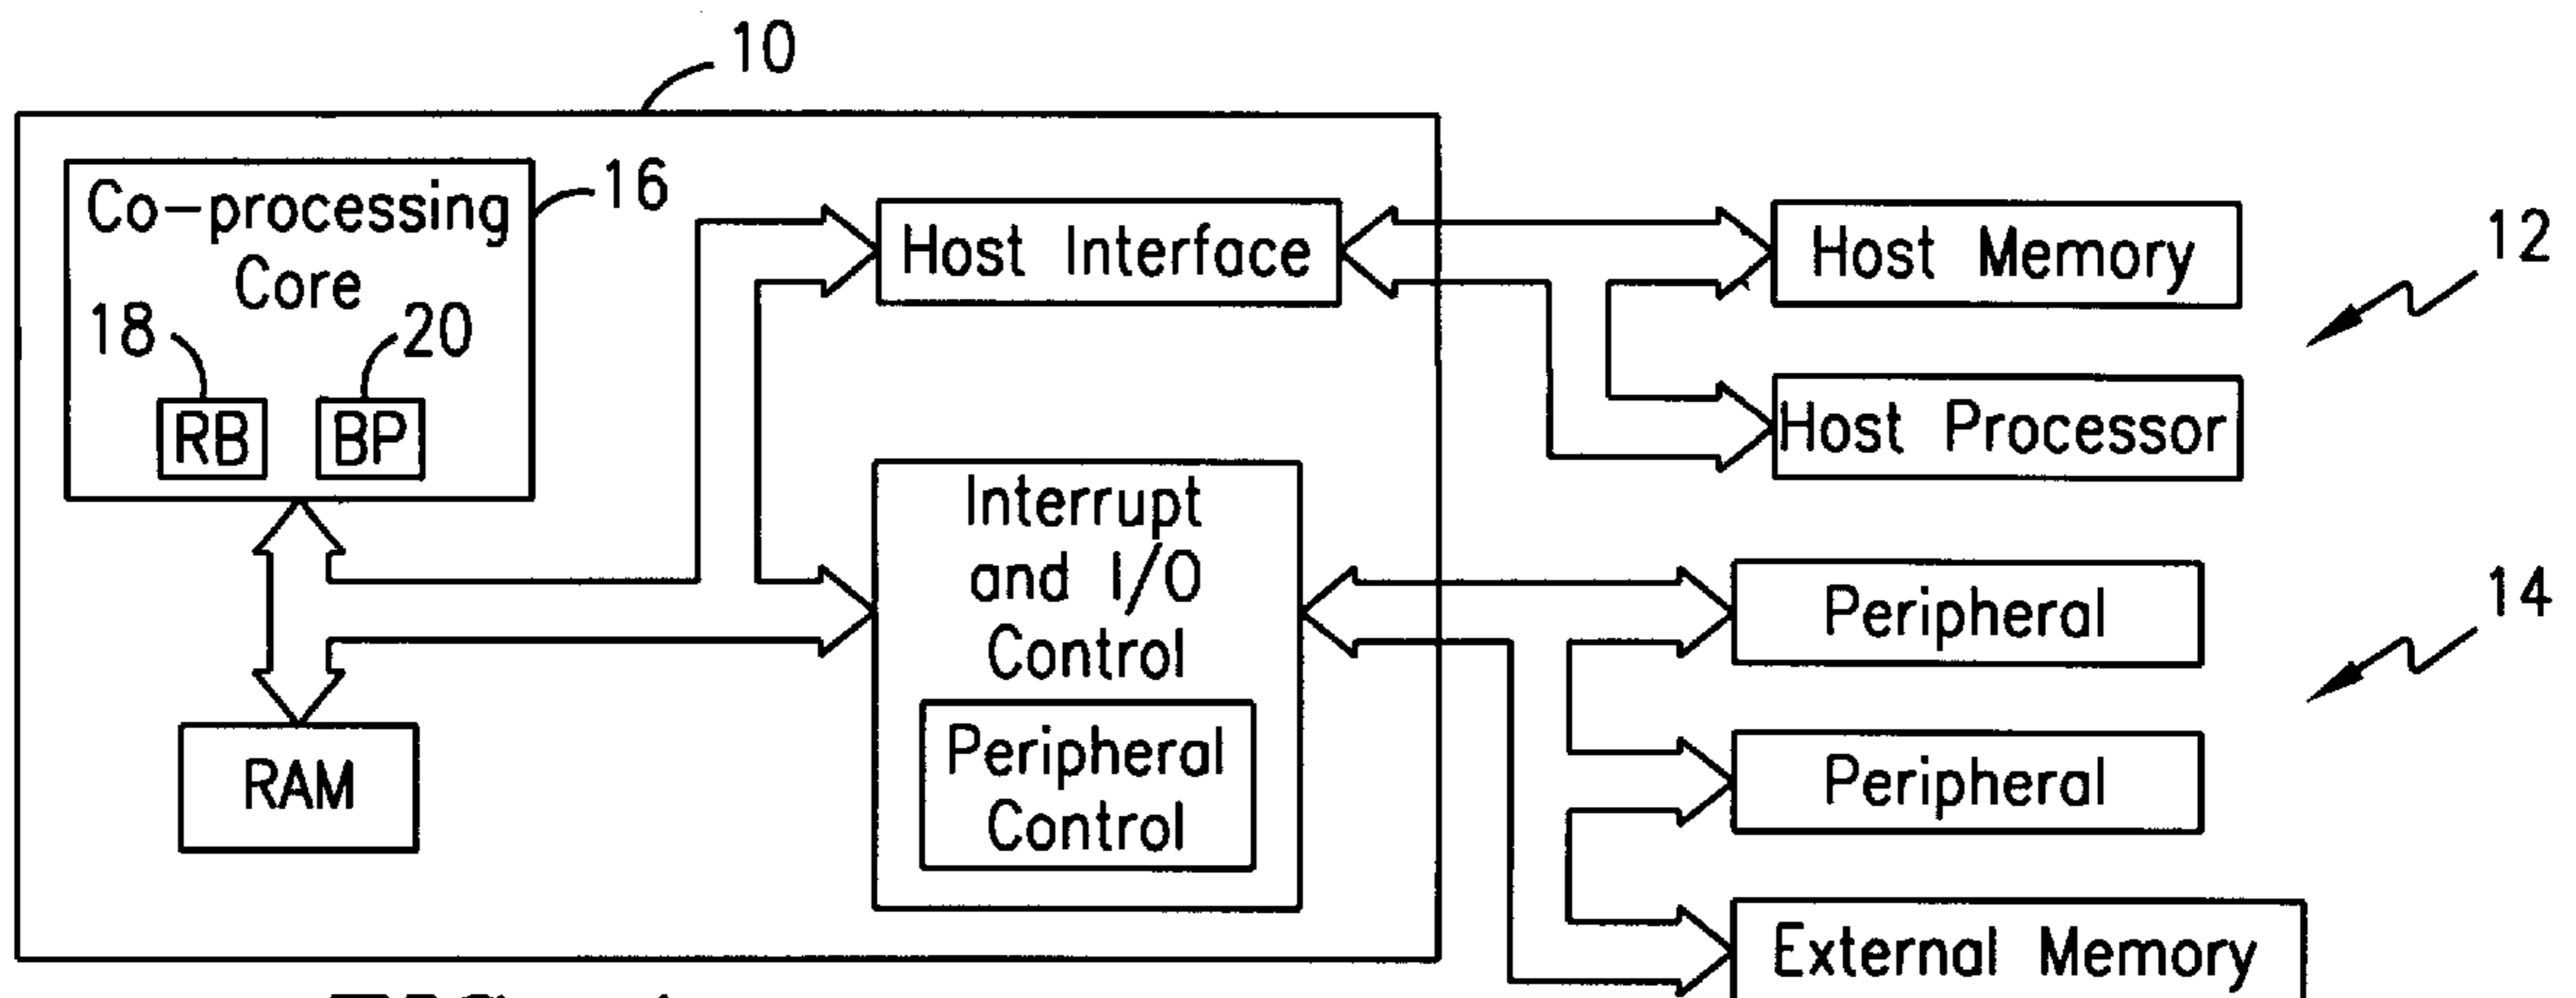 10
Co-processing
Core
16
18
20
RB
BP
RAM
Host Interface
Interrupt
and I/O
Control
Peripheral
Control
Host Memory
Host Processor
12
Peripheral
Peripheral
External Memory
14